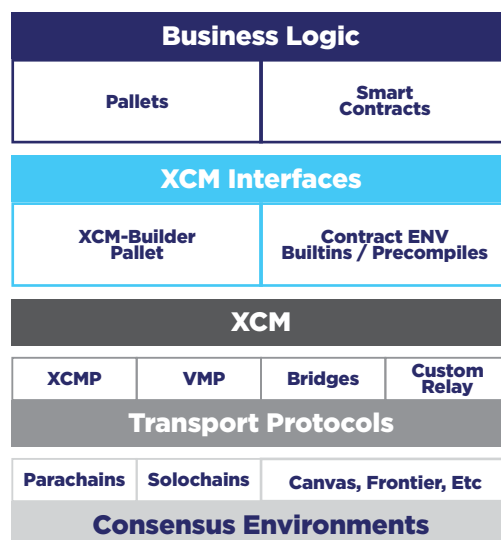 Business Logic
Pallets
Smart
Contracts
XCM Interfaces
XCM-Builder
Pallet
Contract ENV
Builtins / Precompiles
XCM
XCMP
VMP
Bridges
Custom
Relay
Transport Protocols
Parachains
Solochains
Canvas, Frontier, Etc
Consensus Environments